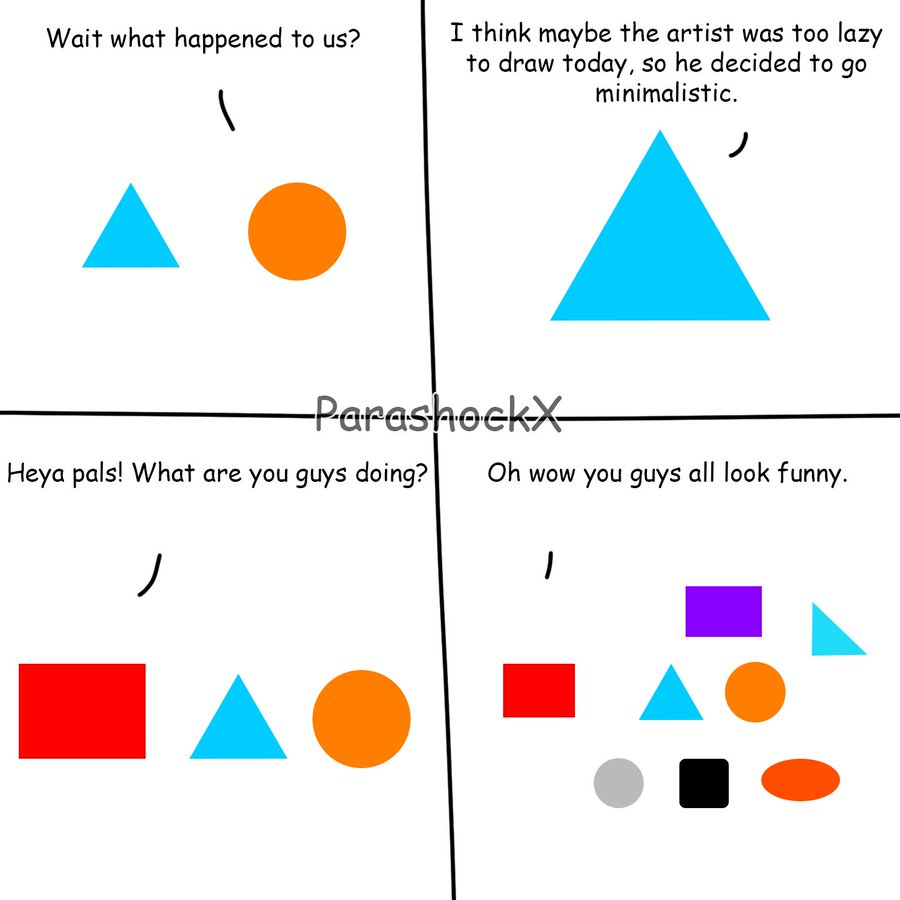 Wait what happened to us?
I think maybe the artist was too lazy
to draw today, so he decided to go
minimalistic.
ParashockX
Heya pals! What are you guys doing?
Oh wow you guys all look funny.